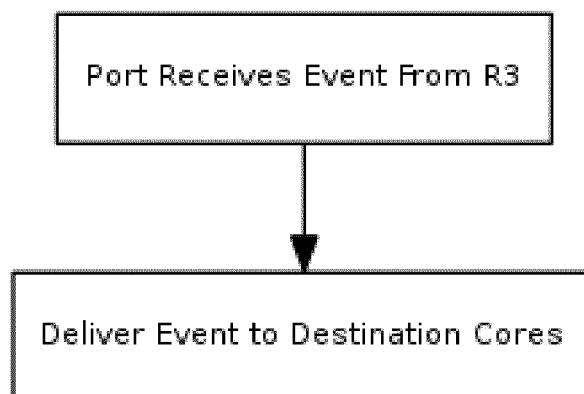 Port Receives Event From R3
Deliver Event to Destination Cores